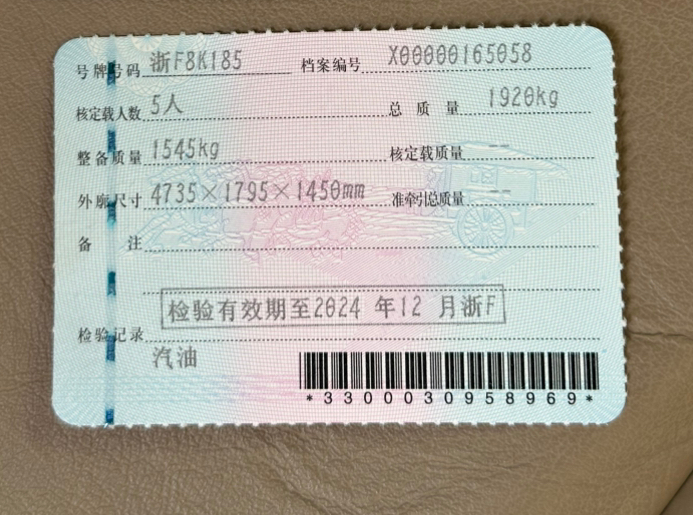 号牌号码 浙F8K185 档案编号 X00000165058
核定载人数 5人 总质量 1920kg
整备质量 1545kg 核定载质量 --
外廓尺寸 4735×1795×1450mm 准牵引总质量 --
备注
检验有效期至2024 年12 月浙F
检验记录
汽油
*3300030958969*